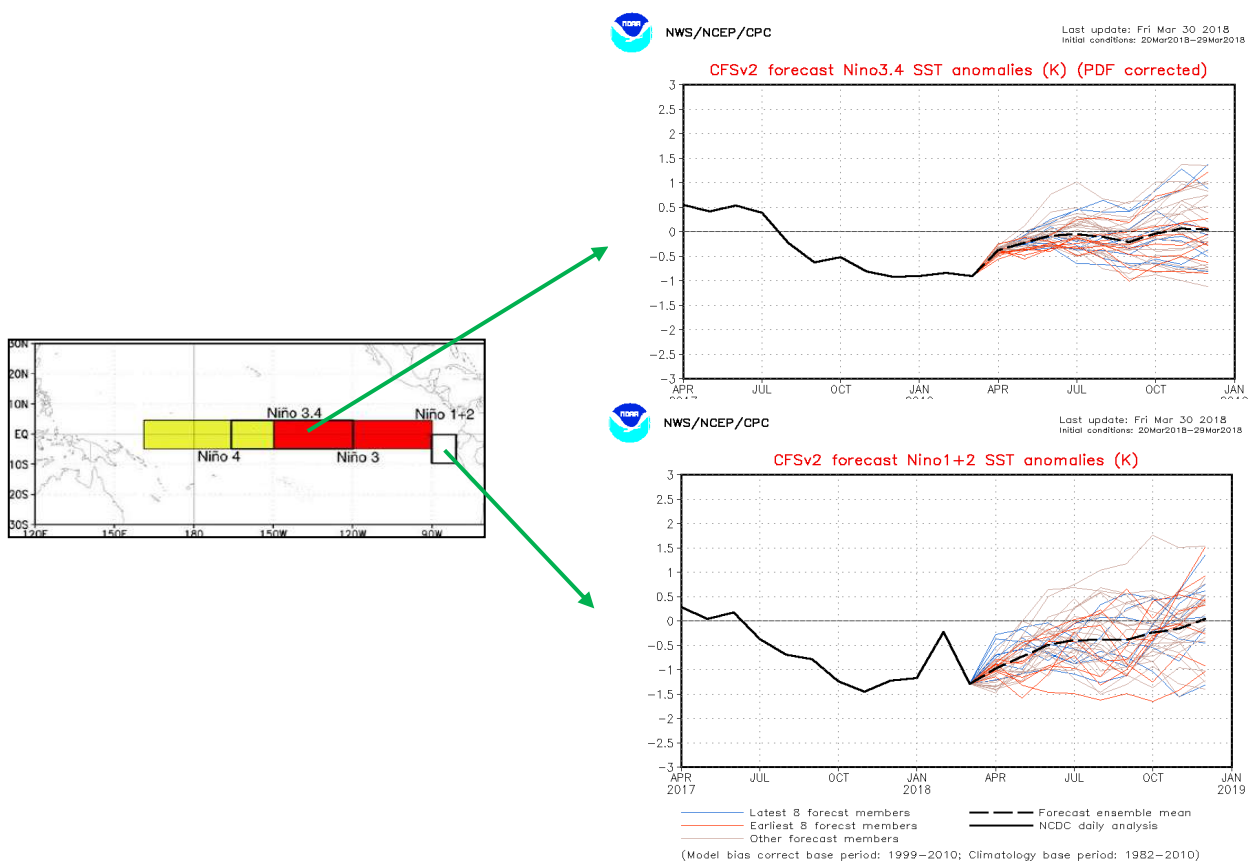 NWS/NCEP/CPC
Last update: Fri Mar 30 2018
Initial conditions: 20Mar2018–29Mar2018
CFSv2 forecast Nino3.4 SST anomalies (K) (PDF corrected)
3
2.5
2
1.5
1
0.5
0
−0.5
−1
−1.5
−2
−2.5
−3
APR JUL OCT JAN APR JUL OCT JAN
30N
20N
10N
EQ
10S
20S
30S
120E 150E 180 150W 120W 90W
Niño 3.4
Niño 1+2
Niño 4
Niño 3
NOAA
NWS/NCEP/CPC
Last update: Fri Mar 30 2018
Initial conditions: 20Mar2018–29Mar2018
CFSv2 forecast Nino1+2 SST anomalies (K)
3
2.5
2
1.5
1
0.5
0
−0.5
−1
−1.5
−2
−2.5
−3
APR JUL OCT JAN APR JUL OCT JAN
2017 2018 2019
Latest 8 forecst members
Earliest 8 forecst members
Other forecast members
Forecast ensemble mean
NCDC daily analysis
(Model bias correct base period: 1999–2010; Climatology base period: 1982–2010)